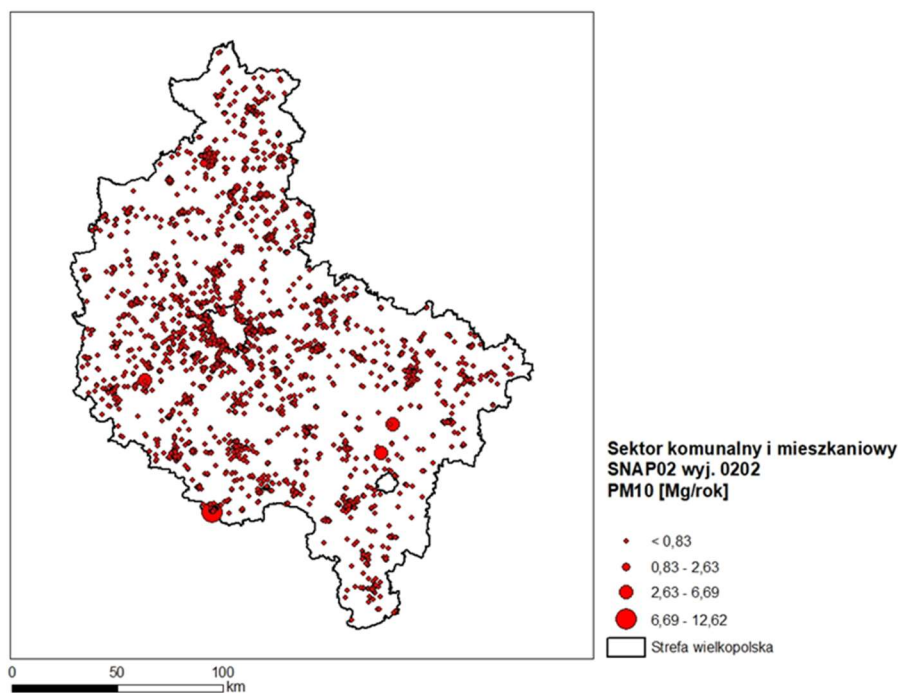 Sektor komunalny i mieszkaniowy
SNAP02 wyj. 0202
PM10 [Mg/rok]
< 0,83
0,83 - 2,63
2,63 - 6,69
6,69 - 12,62
Strefa wielkopolska
0 50 100
km